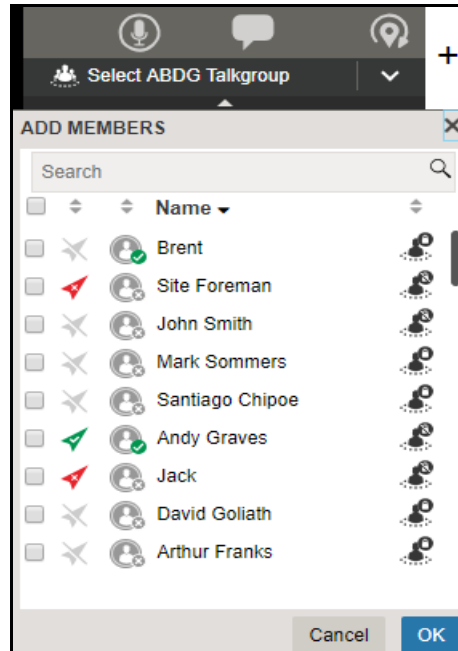 Select ABDG Talkgroup
+
ADD MEMBERS
Search
Name
Brent
Site Foreman
John Smith
Mark Sommers
Santiago Chipoe
Andy Graves
Jack
David Goliath
Arthur Franks
Cancel OK